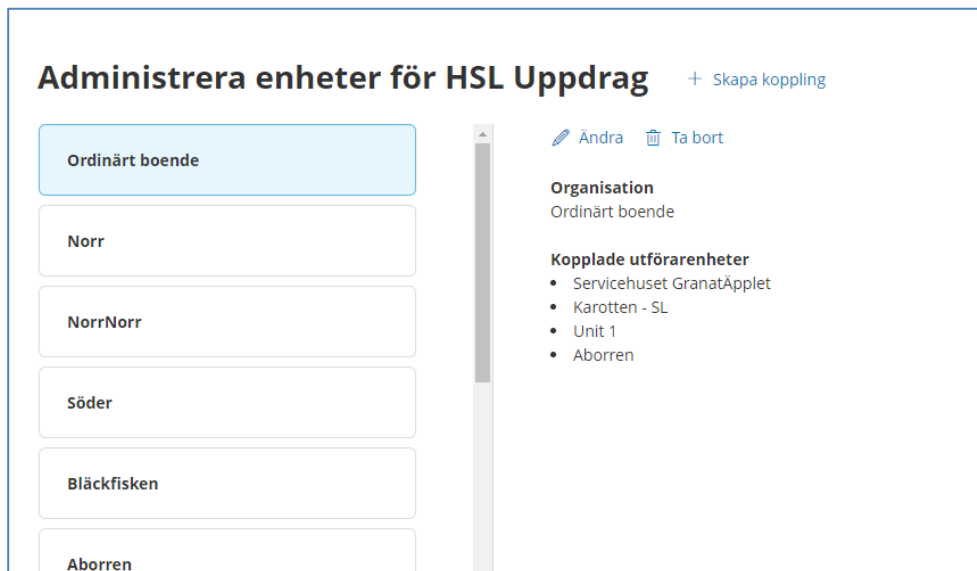 Administrera enheter för HSL Uppdrag + Skapa koppling
Ordinärt boende
Norr
NorrNorr
Söder
Bläckfisken
Aborren
Ändra Ta bort
Organisation
Ordinärt boende
Kopplade utförarenheter
• Servicehuset GranatÄpplet
• Karotten - SL
• Unit 1
• Aborren